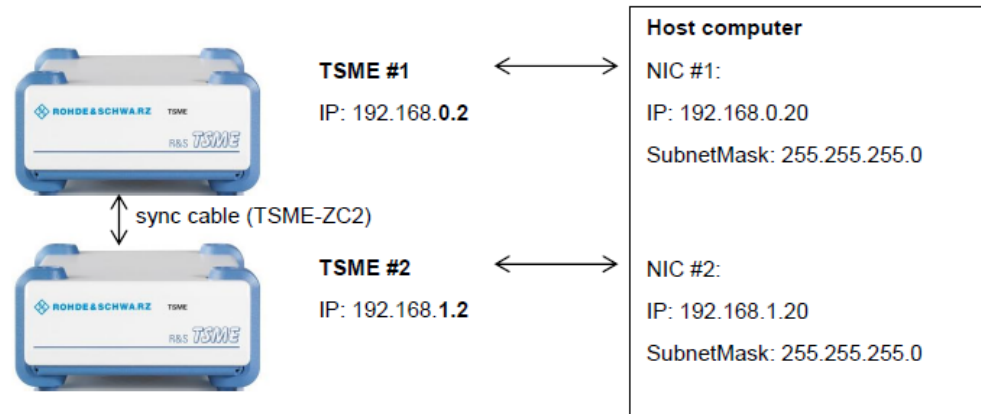 Host computer
TSME #1
NIC #1:
ROHDE&SCHWARZ TSME
IP: 192.168.0.2
IP: 192.168.0.20
R&S TSME
SubnetMask: 255.255.255.0
sync cable (TSME-ZC2)
TSME #2
NIC #2:
ROHDE&SCHWARZ TSME
IP: 192.168.1.2
IP: 192.168.1.20
R&S TSME
SubnetMask: 255.255.255.0